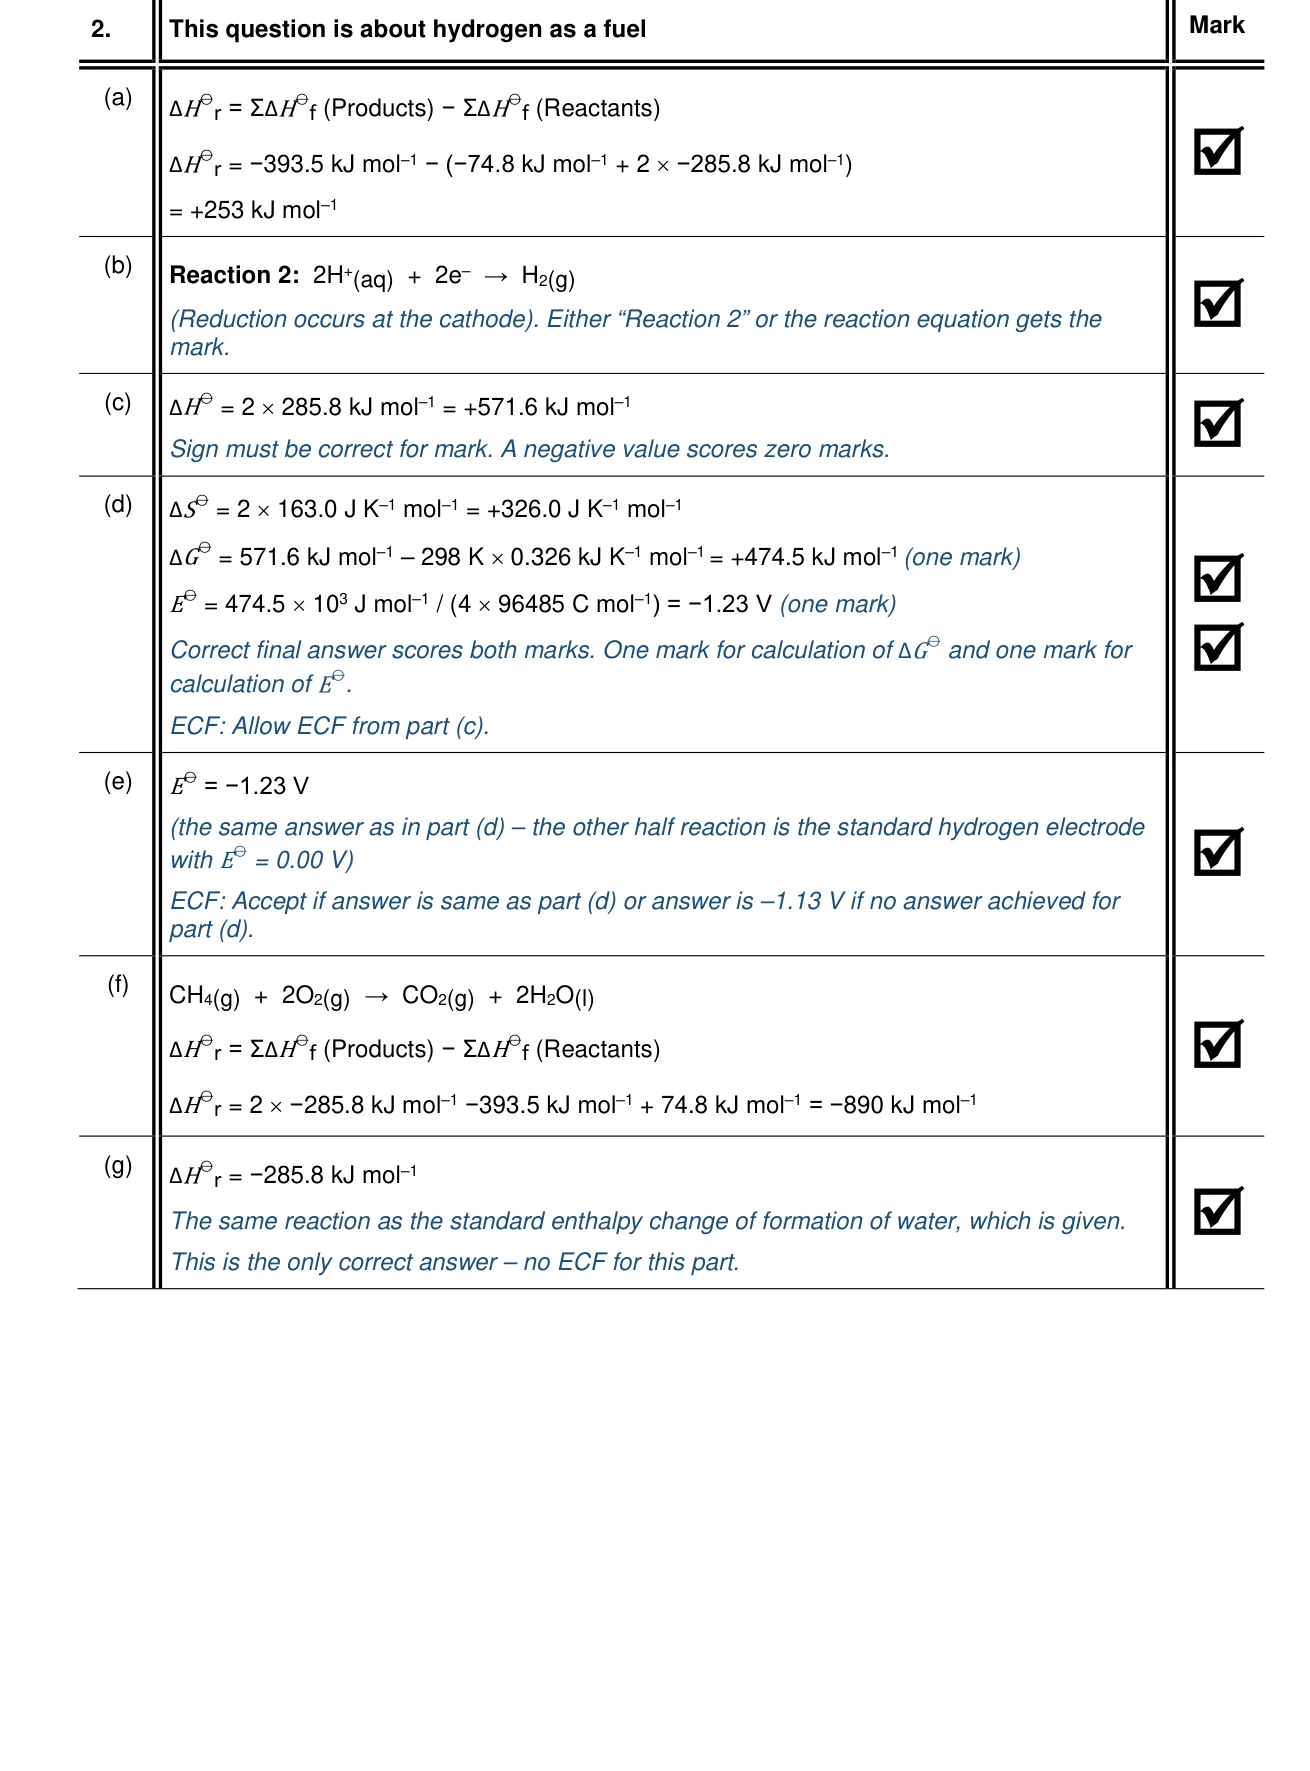 2. This question is about hydrogen as a fuel Mark
(a) ΔH⦵r = ΣΔH⦵f (Products) − ΣΔH⦵f (Reactants)
ΔH⦵r = −393.5 kJ mol–1 − (−74.8 kJ mol–1 + 2 × −285.8 kJ mol–1)
= +253 kJ mol–1
(b) Reaction 2: 2H+(aq) + 2e– → H2(g)
(Reduction occurs at the cathode). Either “Reaction 2” or the reaction equation gets the
mark.
(c) ΔH⦵ = 2 × 285.8 kJ mol–1 = +571.6 kJ mol–1
Sign must be correct for mark. A negative value scores zero marks.
(d) ΔS⦵ = 2 × 163.0 J K–1 mol–1 = +326.0 J K–1 mol–1
ΔG⦵ = 571.6 kJ mol–1 – 298 K × 0.326 kJ K–1 mol–1 = +474.5 kJ mol–1 (one mark)
E⦵ = 474.5 × 103 J mol–1 / (4 × 96485 C mol–1) = −1.23 V (one mark)
Correct final answer scores both marks. One mark for calculation of ΔG⦵ and one mark for
calculation of E⦵.
ECF: Allow ECF from part (c).
(e) E⦵ = −1.23 V
(the same answer as in part (d) – the other half reaction is the standard hydrogen electrode
with E⦵ = 0.00 V)
ECF: Accept if answer is same as part (d) or answer is –1.13 V if no answer achieved for
part (d).
(f) CH4(g) + 2O2(g) → CO2(g) + 2H2O(l)
ΔH⦵r = ΣΔH⦵f (Products) − ΣΔH⦵f (Reactants)
ΔH⦵r = 2 × −285.8 kJ mol–1 −393.5 kJ mol–1 + 74.8 kJ mol–1 = −890 kJ mol–1
(g) ΔH⦵r = −285.8 kJ mol–1
The same reaction as the standard enthalpy change of formation of water, which is given.
This is the only correct answer – no ECF for this part.